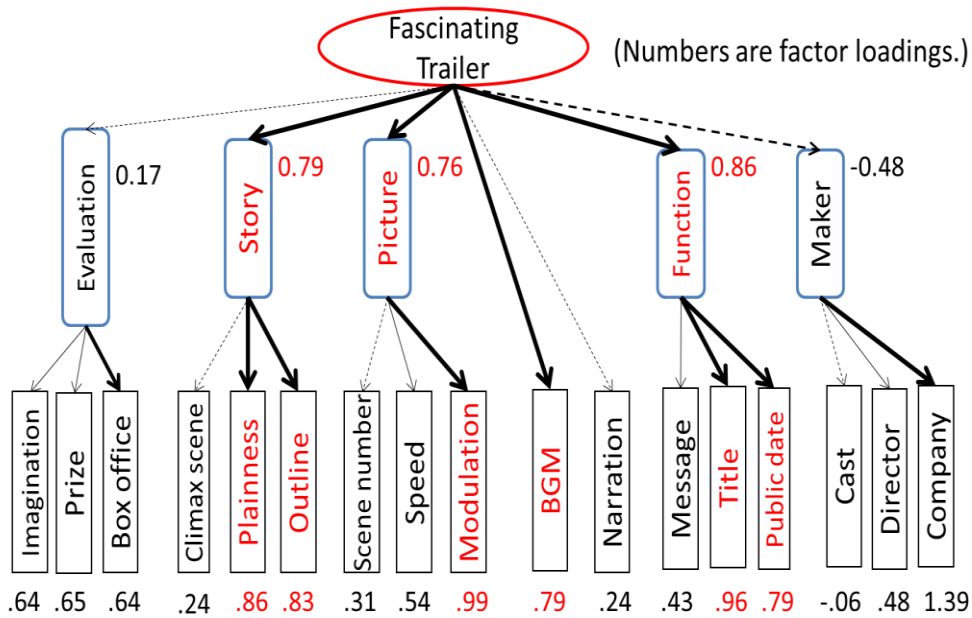 Fascinating
Trailer
(Numbers are factor loadings.)
Evaluation
0.17
Story
0.79
Picture
0.76
Function
0.86
Maker
-0.48
Imagination
Prize
Box office
Climax scene
Plainness
Outline
Scene number
Speed
Modulation
BGM
Narration
Message
Title
Public date
Cast
Director
Company
.64 .65 .64 .24 .86 .83 .31 .54 .99 .79 .24 .43 .96 .79 -.06 .48 1.39